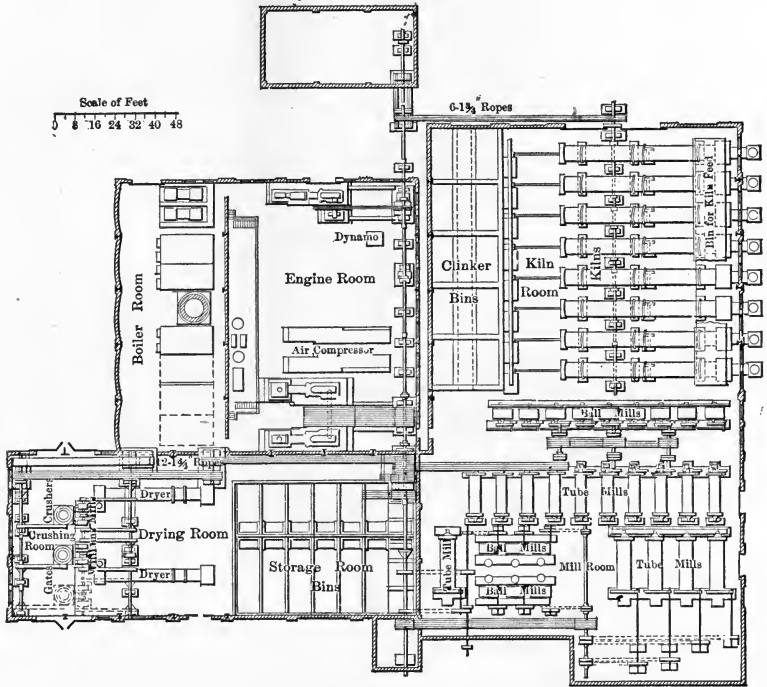 Scale of Feet
0 8 16 24 32 40 48
6-1¾" Ropes
Dynamo
Engine Room
Boiler Room
Air Compressor
Clinker
Bins
Kiln
Room
Kilns
Bin for Kiln Feed
Ball Mills
12-1¾ Ropes
Tube Mills
Crushers
Crushing
Room
Gates
Dryer
Drying Room
Dryer
Storage Room
Bins
Tube Mill
Ball Mills
Ball Mills
Mill Room
Tube Mills